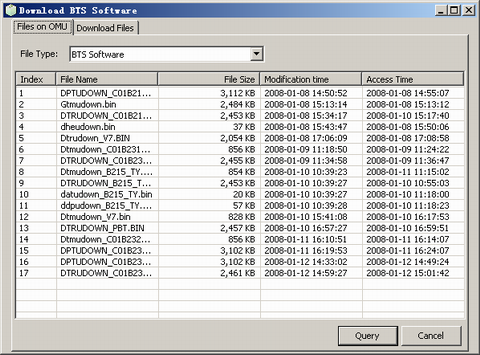 Download BTS Software
Files on OMU Download Files
File Type: BTS Software
Index File Name File Size Modification time Access Time
1 DPTUDOWN_C01B21... 3,112 KB 2008-01-08 14:50:52 2008-01-08 14:55:07
2 Gtmudown.bin 2,484 KB 2008-01-08 15:13:14 2008-01-08 15:13:12
3 DTRUDOWN_C01B21... 2,453 KB 2008-01-08 15:34:17 2008-01-10 15:17:40
4 dheudown.bin 37 KB 2008-01-08 15:43:47 2008-01-08 15:50:06
5 Dtrudown_V7.BIN 2,054 KB 2008-01-08 17:06:09 2008-01-08 17:08:58
6 Dtmudown_C01B231... 856 KB 2008-01-09 11:18:50 2008-01-09 11:24:22
7 DTRUDOWN_C01B23... 2,455 KB 2008-01-09 11:34:58 2008-01-09 11:36:47
8 Dtmudown_B215_TY.... 854 KB 2008-01-10 10:39:23 2008-01-11 11:15:02
9 DTRUDOWN_B215_T... 2,453 KB 2008-01-10 10:39:23 2008-01-10 10:55:03
10 datudown_B215_TY.bin 20 KB 2008-01-10 10:39:27 2008-01-10 11:18:00
11 ddpudown_B215_TY.... 57 KB 2008-01-10 10:39:28 2008-01-10 11:18:23
12 Dtmudown_V7.bin 828 KB 2008-01-10 15:41:08 2008-01-12 16:17:53
13 DTRUDOWN_PBT.BIN 2,457 KB 2008-01-10 16:57:27 2008-01-10 16:59:51
14 Dtmudown_C01B232... 856 KB 2008-01-11 16:10:51 2008-01-11 16:14:07
15 DPTUDOWN_C01B23... 3,102 KB 2008-01-11 16:19:53 2008-01-11 16:24:07
16 DPTUDOWN_C01B23... 3,102 KB 2008-01-12 14:33:02 2008-01-12 14:49:24
17 DTRUDOWN_C01B23... 2,461 KB 2008-01-12 14:59:27 2008-01-12 15:01:42
Query Cancel